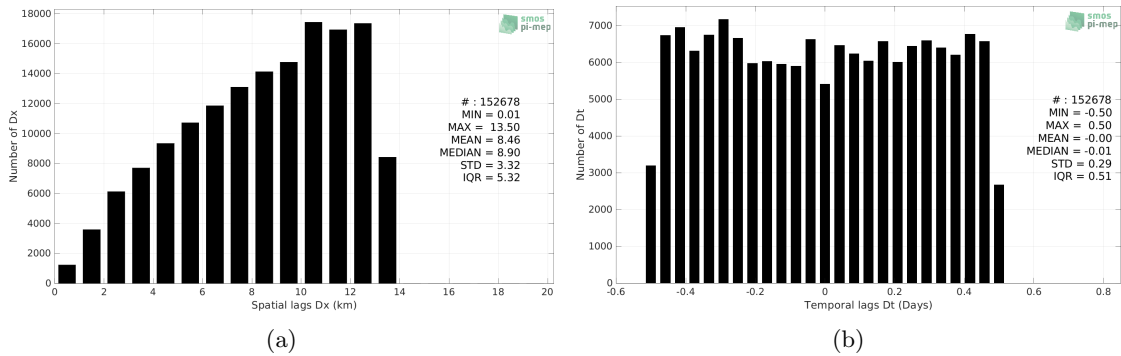 18000
16000
14000
12000
10000
8000
6000
4000
2000
0
Number of Dx
0 2 4 6 8 10 12 14 16 18 20
Spatial lags Dx (km)
smos
pi-mep
# : 152678
MIN = 0.01
MAX = 13.50
MEAN = 8.46
MEDIAN = 8.90
STD = 3.32
IQR = 5.32
(a)
7000
6000
5000
4000
3000
2000
1000
0
Number of Dt
-0.6 -0.4 -0.2 0 0.2 0.4 0.6 0.8
Temporal lags Dt (Days)
smos
pi-mep
# : 152678
MIN = -0.50
MAX = 0.50
MEAN = -0.00
MEDIAN = -0.01
STD = 0.29
IQR = 0.51
(b)